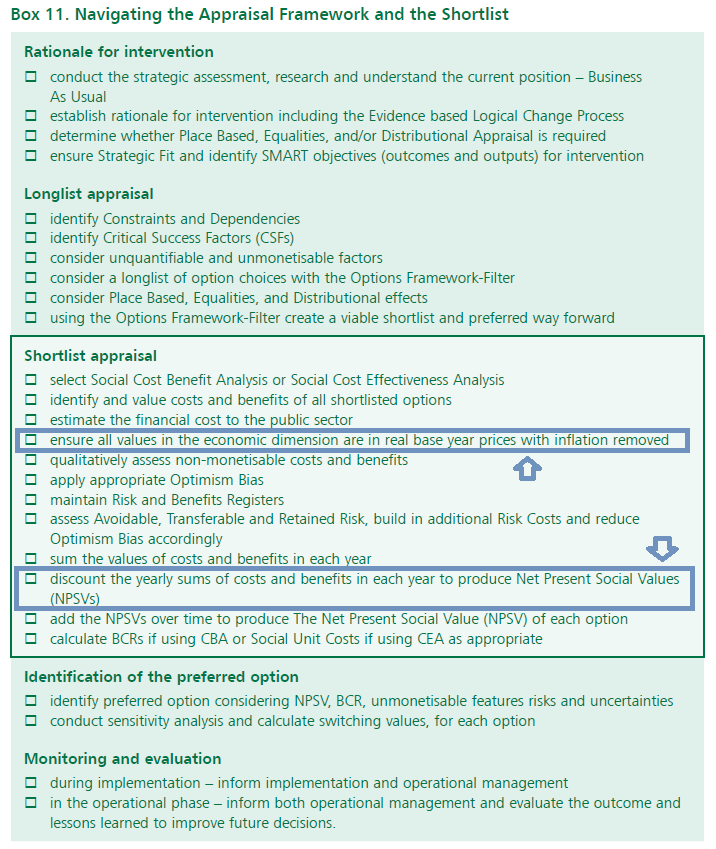 Box 11. Navigating the Appraisal Framework and the Shortlist
Rationale for intervention
conduct the strategic assessment, research and understand the current position – Business
As Usual
establish rationale for intervention including the Evidence based Logical Change Process
determine whether Place Based, Equalities, and/or Distributional Appraisal is required
ensure Strategic Fit and identify SMART objectives (outcomes and outputs) for intervention
Longlist appraisal
identify Constraints and Dependencies
identify Critical Success Factors (CSFs)
consider unquantifiable and unmonetisable factors
consider a longlist of option choices with the Options Framework-Filter
consider Place Based, Equalities, and Distributional effects
using the Options Framework-Filter create a viable shortlist and preferred way forward
Shortlist appraisal
select Social Cost Benefit Analysis or Social Cost Effectiveness Analysis
identify and value costs and benefits of all shortlisted options
estimate the financial cost to the public sector
ensure all values in the economic dimension are in real base year prices with inflation removed
qualitatively assess non-monetisable costs and benefits
apply appropriate Optimism Bias
maintain Risk and Benefits Registers
assess Avoidable, Transferable and Retained Risk, build in additional Risk Costs and reduce
Optimism Bias accordingly
sum the values of costs and benefits in each year
discount the yearly sums of costs and benefits in each year to produce Net Present Social Values
(NPSVs)
add the NPSVs over time to produce The Net Present Social Value (NPSV) of each option
calculate BCRs if using CBA or Social Unit Costs if using CEA as appropriate
Identification of the preferred option
identify preferred option considering NPSV, BCR, unmonetisable features risks and uncertainties
conduct sensitivity analysis and calculate switching values, for each option
Monitoring and evaluation
during implementation – inform implementation and operational management
in the operational phase – inform both operational management and evaluate the outcome and
lessons learned to improve future decisions.